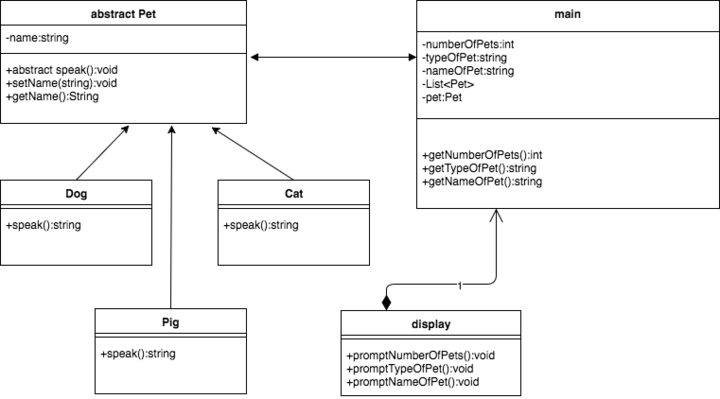 abstract Pet
-name:string
+abstract speak():void
+setName(string):void
+getName():String
main
-numberOfPets:int
-typeOfPet:string
-nameOfPet:string
-List<Pet>
-pet:Pet
+getNumberOfPets():int
+getTypeOfPet():string
+getNameOfPet():string
Dog
+speak():string
Cat
+speak():string
1
Pig
+speak():string
display
+promptNumberOfPets():void
+promptTypeOfPet():void
+promptNameOfPet():void